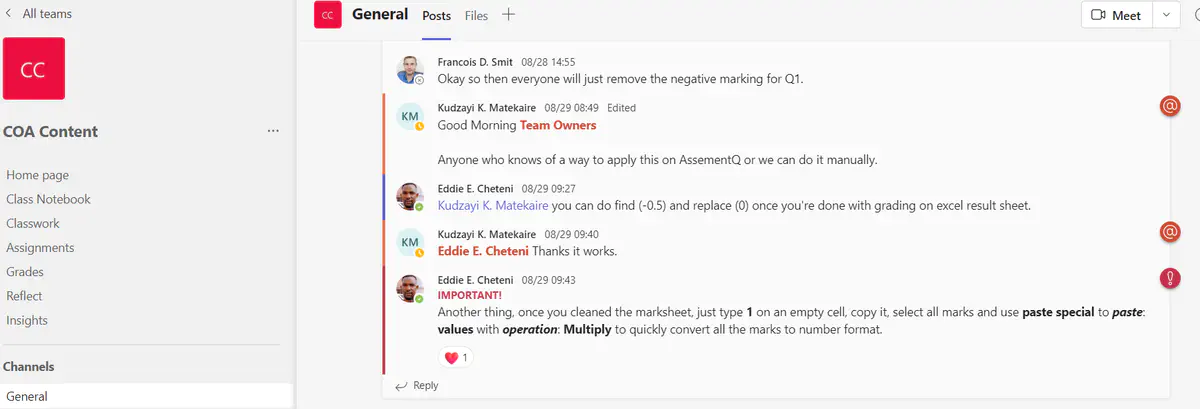 All teams
CC
COA Content
...
Home page
Class Notebook
Classwork
Assignments
Grades
Reflect
Insights
Channels
General
CC General Posts Files
Meet
Francois D. Smit 08/28 14:55
Okay so then everyone will just remove the negative marking for Q1.
KM
Kudzayi K. Matekaire 08/29 08:49 Edited
Good Morning Team Owners
Anyone who knows of a way to apply this on AssementQ or we can do it manually.
Eddie E. Cheteni 08/29 09:27
Kudzayi K. Matekaire you can do find (-0.5) and replace (0) once you're done with grading on excel result sheet.
KM
Kudzayi K. Matekaire 08/29 09:40
Eddie E. Cheteni Thanks it works.
Eddie E. Cheteni 08/29 09:43
IMPORTANT!
Another thing, once you cleaned the marksheet, just type 1 on an empty cell, copy it, select all marks and use paste special to paste:
values with operation: Multiply to quickly convert all the marks to number format.
1
Reply